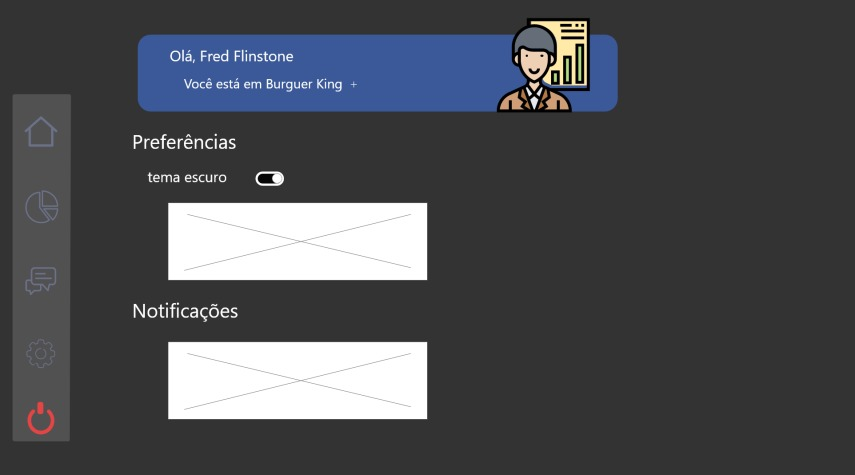 Olá, Fred Flinstone
Você está em Burguer King +
Preferências
tema escuro
Notificações